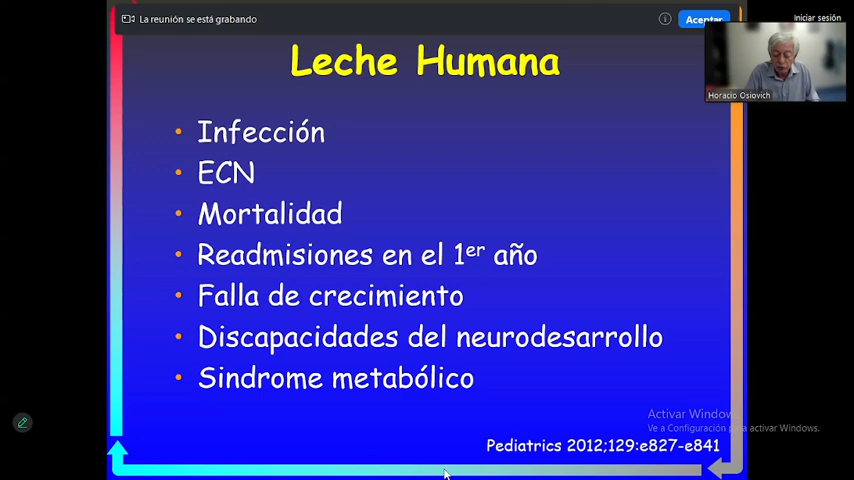 La reunión se está grabando
Aceptar
Iniciar sesión
Horacio Osiovich
Leche Humana
• Infección
• ECN
• Mortalidad
• Readmisiones en el 1er año
• Falla de crecimiento
• Discapacidades del neurodesarrollo
• Sindrome metabólico
Activar Windows
Ve a Configuración para activar Windows.
Pediatrics 2012;129:e827-e841